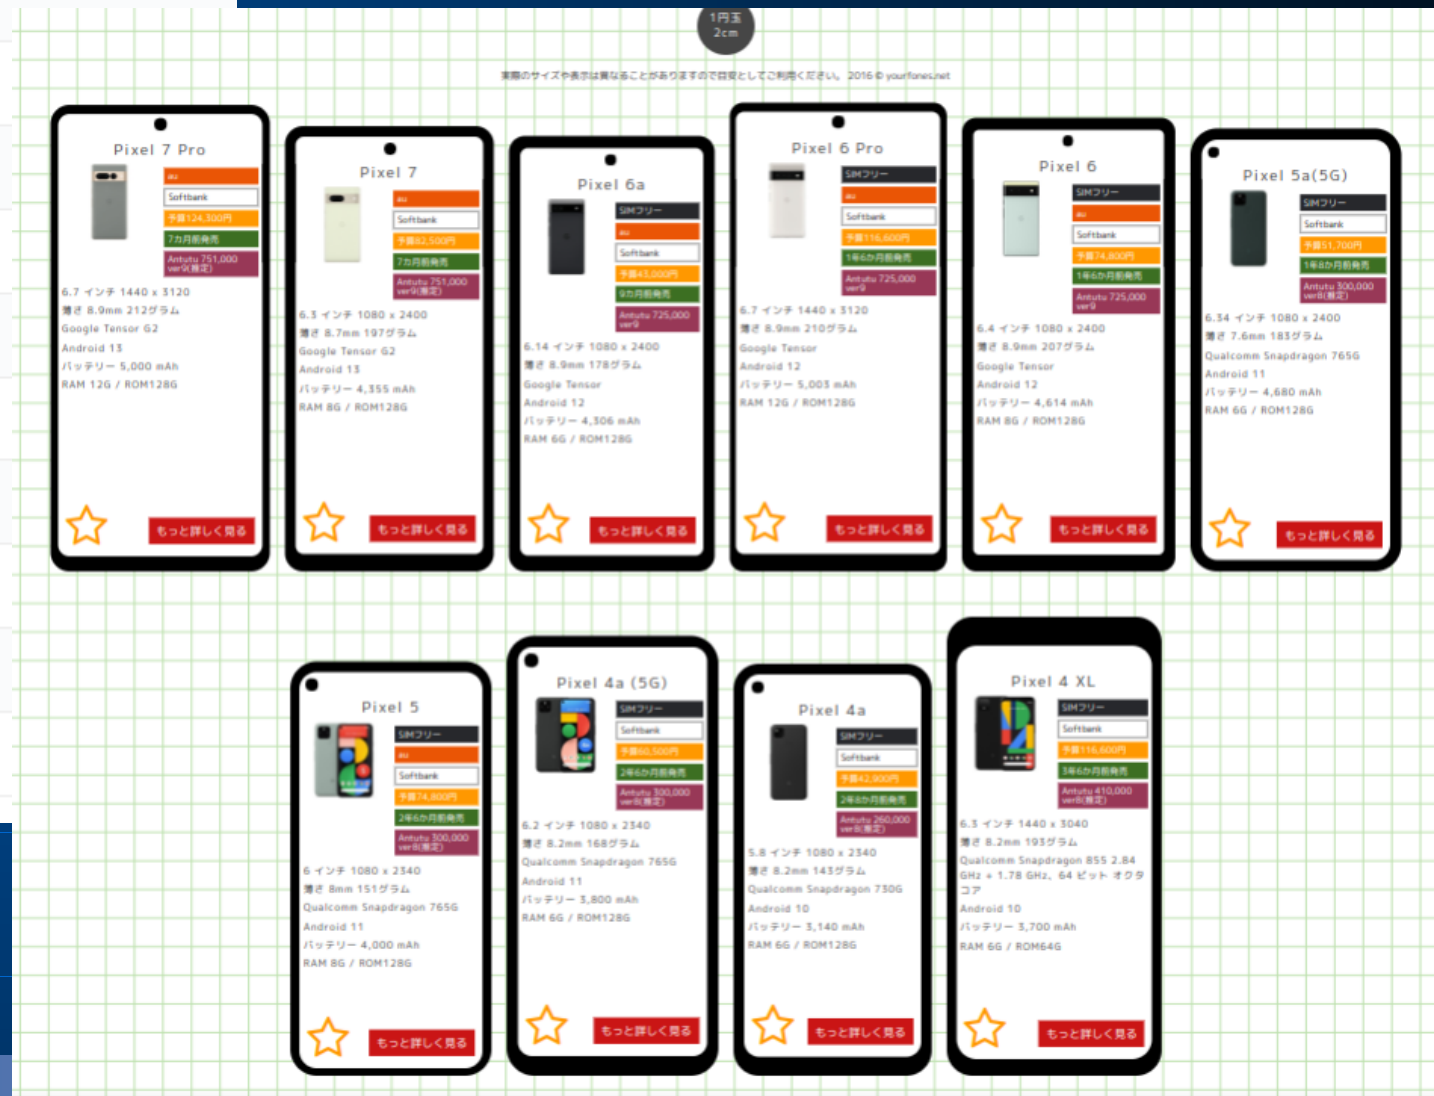 1円玉
2cm
実際のサイズや表示は異なることがありますので目安としてご利用ください。 2016 © yourfones.net
Pixel 7 Pro
au
Softbank
予算124,300円
7カ月前発売
Antutu 751,000
ver9(推定)
6.7 インチ 1440 x 3120
薄さ 8.9mm 212グラム
Google Tensor G2
Android 13
バッテリー 5,000 mAh
RAM 12G / ROM128G
もっと詳しく見る
Pixel 7
au
Softbank
予算82,500円
7カ月前発売
Antutu 751,000
ver9(推定)
6.3 インチ 1080 x 2400
薄さ 8.7mm 197グラム
Google Tensor G2
Android 13
バッテリー 4,355 mAh
RAM 8G / ROM128G
もっと詳しく見る
Pixel 6a
SIMフリー
au
Softbank
予算43,000円
9カ月前発売
Antutu 725,000
ver9
6.14 インチ 1080 x 2400
薄さ 8.9mm 178グラム
Google Tensor
Android 12
バッテリー 4,306 mAh
RAM 6G / ROM128G
もっと詳しく見る
Pixel 6 Pro
SIMフリー
au
Softbank
予算116,600円
1年6か月前発売
Antutu 725,000
ver9
6.7 インチ 1440 x 3120
薄さ 8.9mm 210グラム
Google Tensor
Android 12
バッテリー 5,003 mAh
RAM 12G / ROM128G
もっと詳しく見る
Pixel 6
SIMフリー
au
Softbank
予算74,800円
1年6か月前発売
Antutu 725,000
ver9
6.4 インチ 1080 x 2400
薄さ 8.9mm 207グラム
Google Tensor
Android 12
バッテリー 4,614 mAh
RAM 8G / ROM128G
もっと詳しく見る
Pixel 5a(5G)
SIMフリー
Softbank
予算51,700円
1年8か月前発売
Antutu 300,000
ver8(推定)
6.34 インチ 1080 x 2400
薄さ 7.6mm 183グラム
Qualcomm Snapdragon 765G
Android 11
バッテリー 4,680 mAh
RAM 6G / ROM128G
もっと詳しく見る
Pixel 5
SIMフリー
au
Softbank
予算74,800円
2年6か月前発売
Antutu 300,000
ver8(推定)
6 インチ 1080 x 2340
薄さ 8mm 151グラム
Qualcomm Snapdragon 765G
Android 11
バッテリー 4,000 mAh
RAM 8G / ROM128G
もっと詳しく見る
Pixel 4a (5G)
SIMフリー
Softbank
予算60,500円
2年6か月前発売
Antutu 300,000
ver8(推定)
6.2 インチ 1080 x 2340
薄さ 8.2mm 168グラム
Qualcomm Snapdragon 765G
Android 11
バッテリー 3,800 mAh
RAM 6G / ROM128G
もっと詳しく見る
Pixel 4a
SIMフリー
Softbank
予算42,900円
2年8か月前発売
Antutu 260,000
ver8(推定)
5.8 インチ 1080 x 2340
薄さ 8.2mm 143グラム
Qualcomm Snapdragon 730G
Android 10
バッテリー 3,140 mAh
RAM 6G / ROM128G
もっと詳しく見る
Pixel 4 XL
SIMフリー
Softbank
予算116,600円
3年6か月前発売
Antutu 410,000
ver8(推定)
6.3 インチ 1440 x 3040
薄さ 8.2mm 193グラム
Qualcomm Snapdragon 855 2.84
GHz + 1.78 GHz、64 ビット オクタ
コア
Android 10
バッテリー 3,700 mAh
RAM 6G / ROM64G
もっと詳しく見る